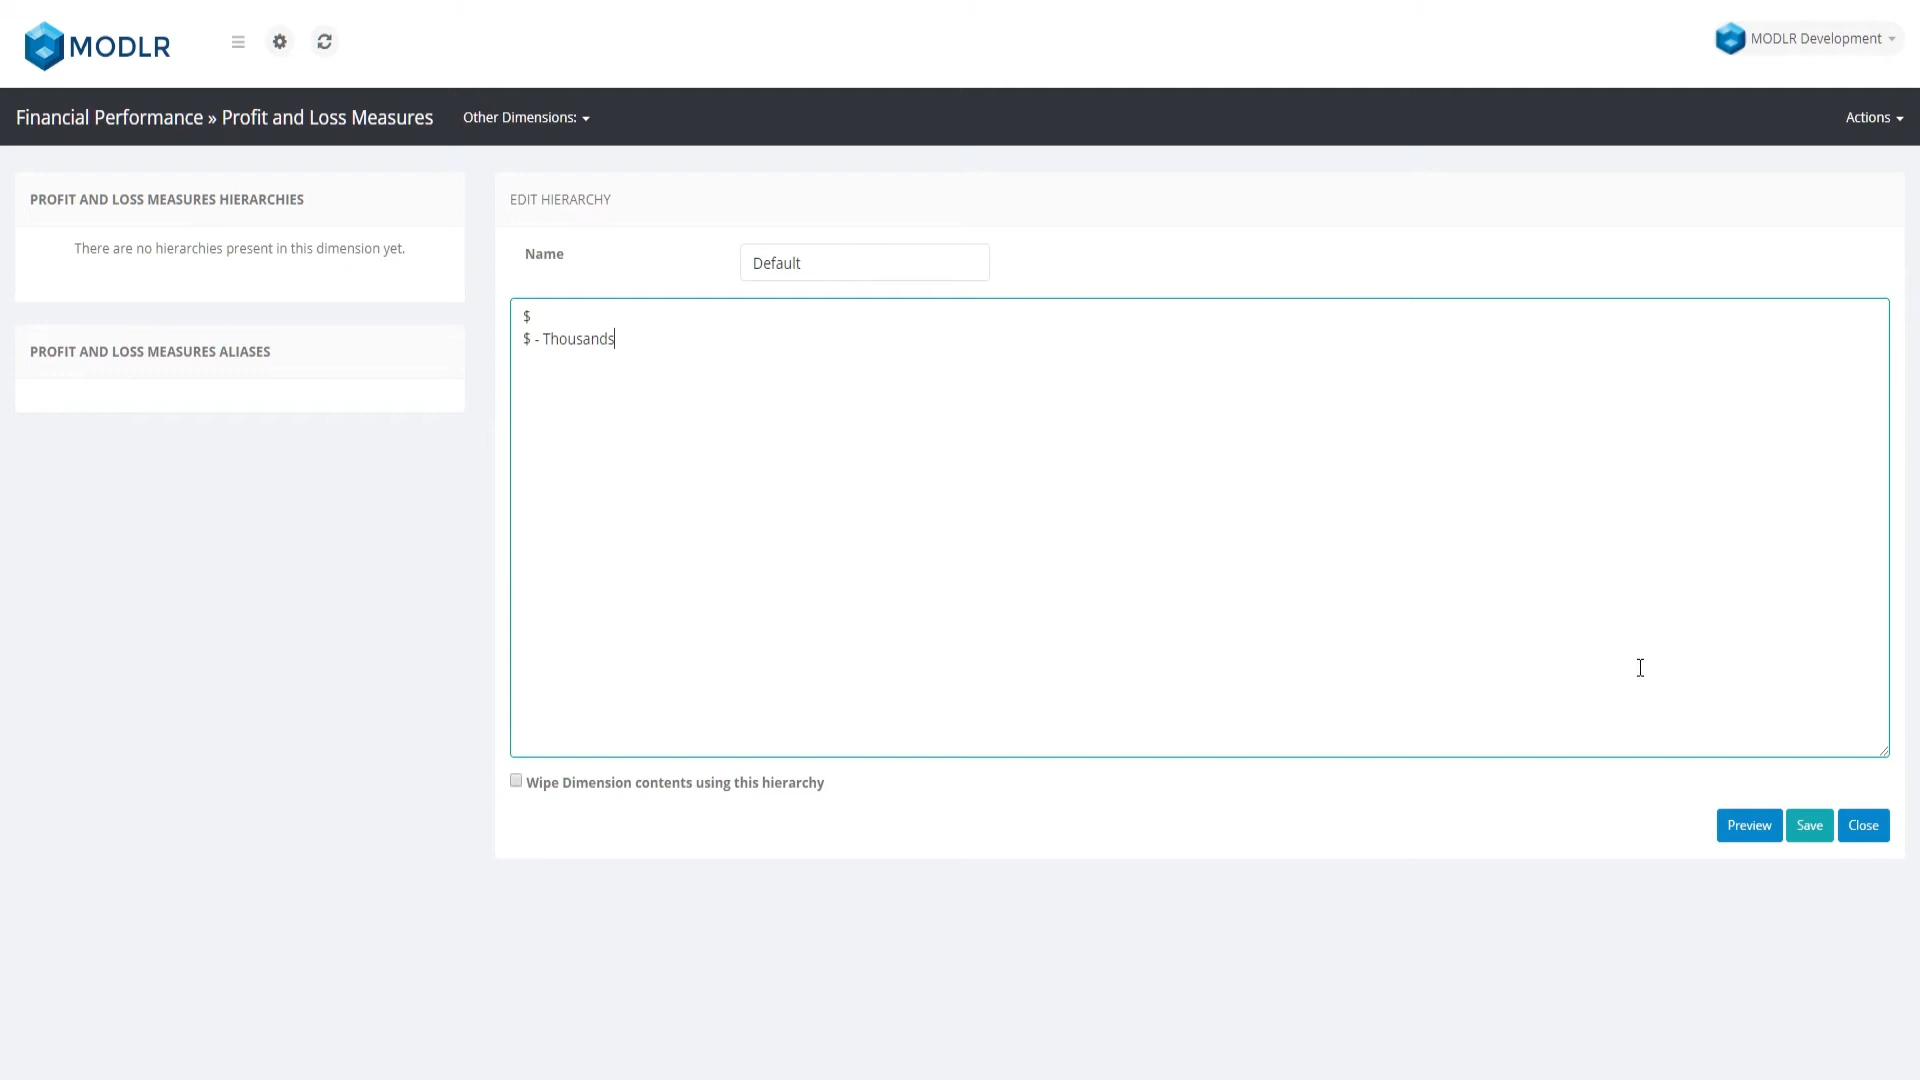 MODLR
MODLR Development
Financial Performance » Profit and Loss Measures
Other Dimensions:
Actions
PROFIT AND LOSS MEASURES HIERARCHIES
There are no hierarchies present in this dimension yet.
PROFIT AND LOSS MEASURES ALIASES
EDIT HIERARCHY
Name
Default
$
$ - Thousands
Wipe Dimension contents using this hierarchy
Preview
Save
Close